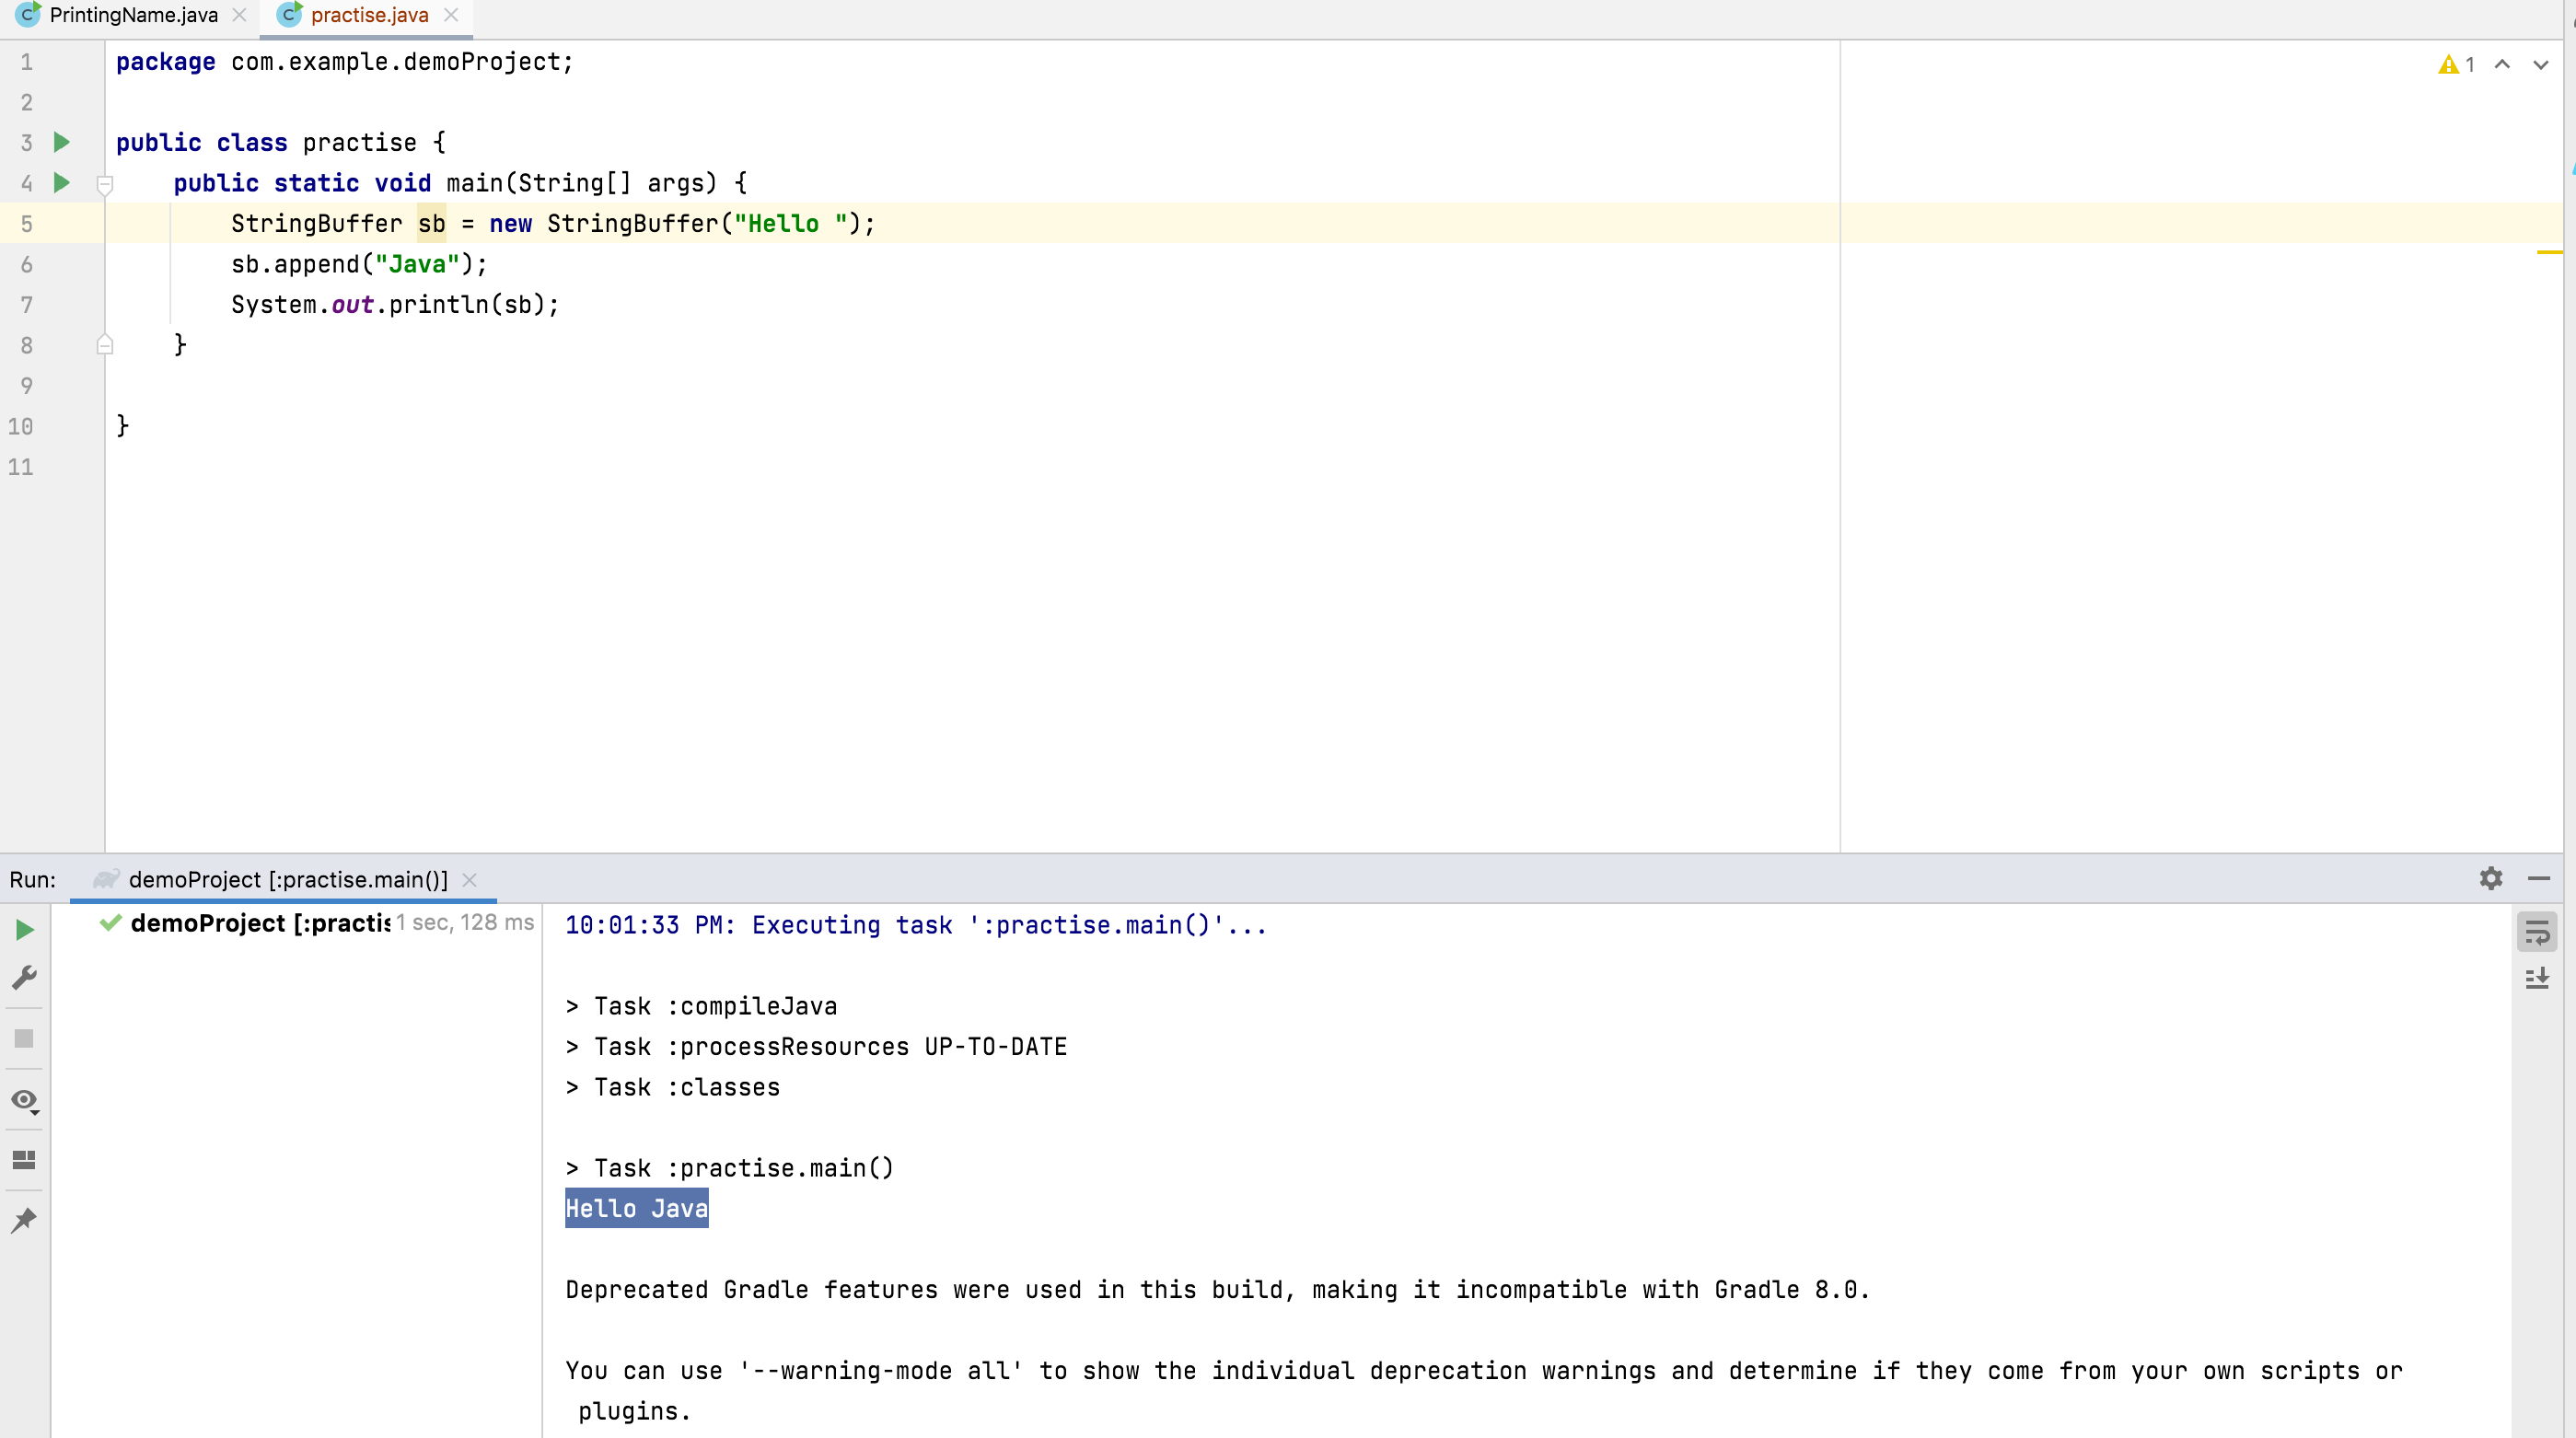 PrintingName.java practise.java
1 package com.example.demoProject; 1
2
3 public class practise {
4 public static void main(String[] args) {
5 StringBuffer sb = new StringBuffer("Hello ");
6 sb.append("Java");
7 System.out.println(sb);
8 }
9
10 }
11
Run: demoProject [:practise.main()]
demoProject [:practis 1 sec, 128 ms
10:01:33 PM: Executing task ':practise.main()'...
> Task :compileJava
> Task :processResources UP-TO-DATE
> Task :classes
> Task :practise.main()
Hello Java
Deprecated Gradle features were used in this build, making it incompatible with Gradle 8.0.
You can use '--warning-mode all' to show the individual deprecation warnings and determine if they come from your own scripts or
plugins.